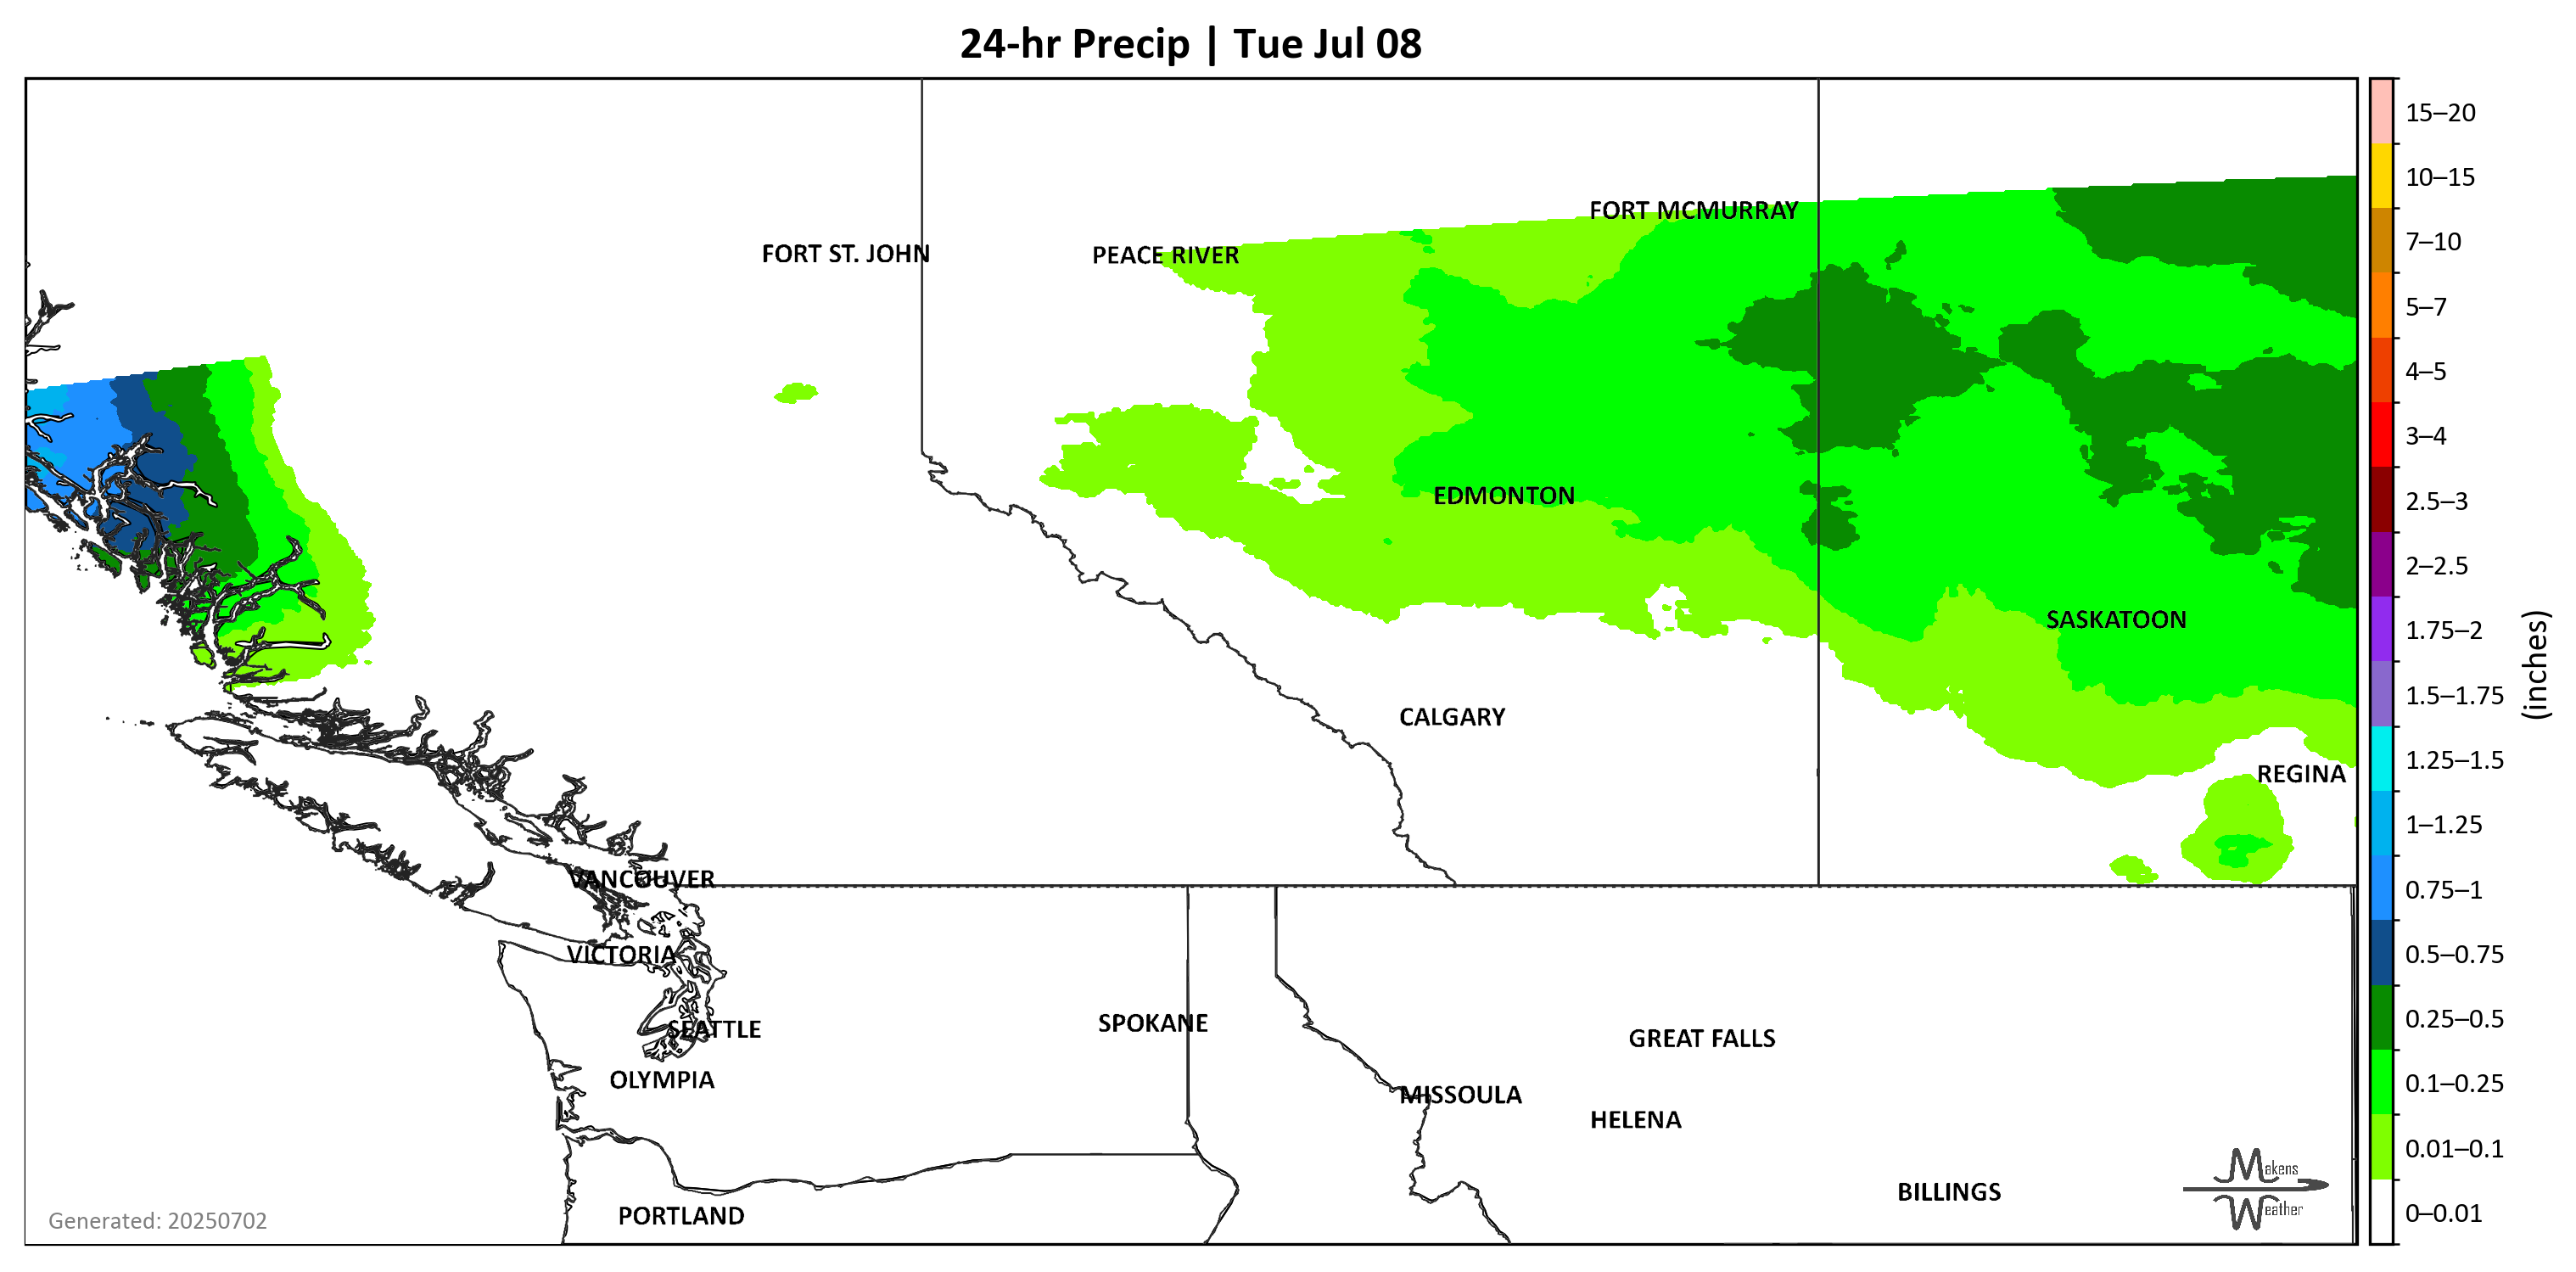 24-hr Precip | Tue Jul 08
15–20
10–15
7–10
5–7
4–5
3–4
2.5–3
2–2.5
1.75–2
1.5–1.75
1.25–1.5
1–1.25
0.75–1
0.5–0.75
0.25–0.5
0.1–0.25
0.01–0.1
0–0.01
(inches)
FORT MCMURRAY
FORT ST. JOHN
PEACE RIVER
EDMONTON
SASKATOON
CALGARY
REGINA
VANCOUVER
VICTORIA
SEATTLE
SPOKANE
GREAT FALLS
OLYMPIA
MISSOULA
HELENA
BILLINGS
PORTLAND
Makens
Weather
Generated: 20250702